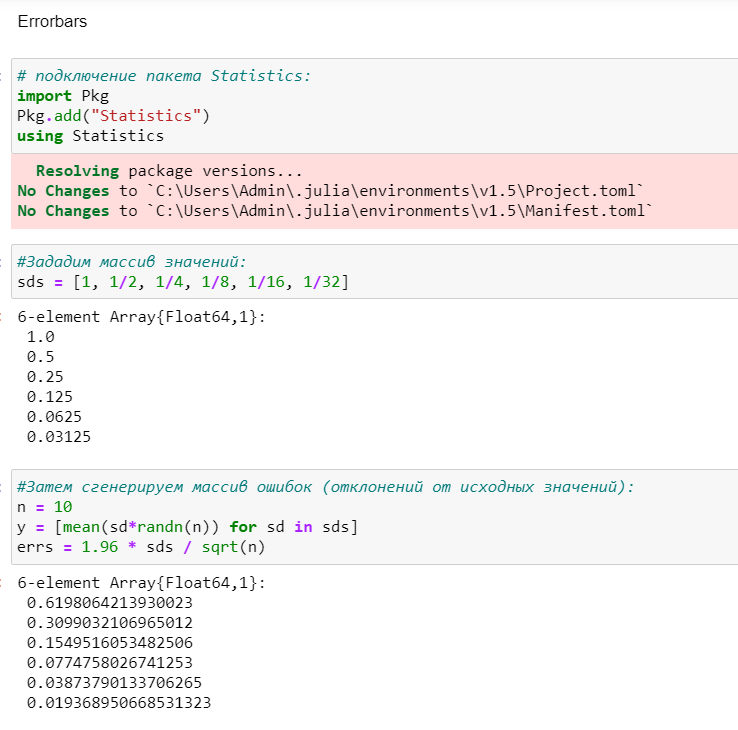 Errorbars
# подключение пакета Statistics:
import Pkg
Pkg.add("Statistics")
using Statistics
Resolving package versions...
No Changes to `C:\Users\Admin\.julia\environments\v1.5\Project.toml`
No Changes to `C:\Users\Admin\.julia\environments\v1.5\Manifest.toml`
#Зададим массив значений:
sds = [1, 1/2, 1/4, 1/8, 1/16, 1/32]
6-element Array{Float64,1}:
1.0
0.5
0.25
0.125
0.0625
0.03125
#Затем сгенерируем массив ошибок (отклонений от исходных значений):
n = 10
y = [mean(sd*randn(n)) for sd in sds]
errs = 1.96 * sds / sqrt(n)
6-element Array{Float64,1}:
0.6198064213930023
0.3099032106965012
0.1549516053482506
0.0774758026741253
0.03873790133706265
0.019368950668531323